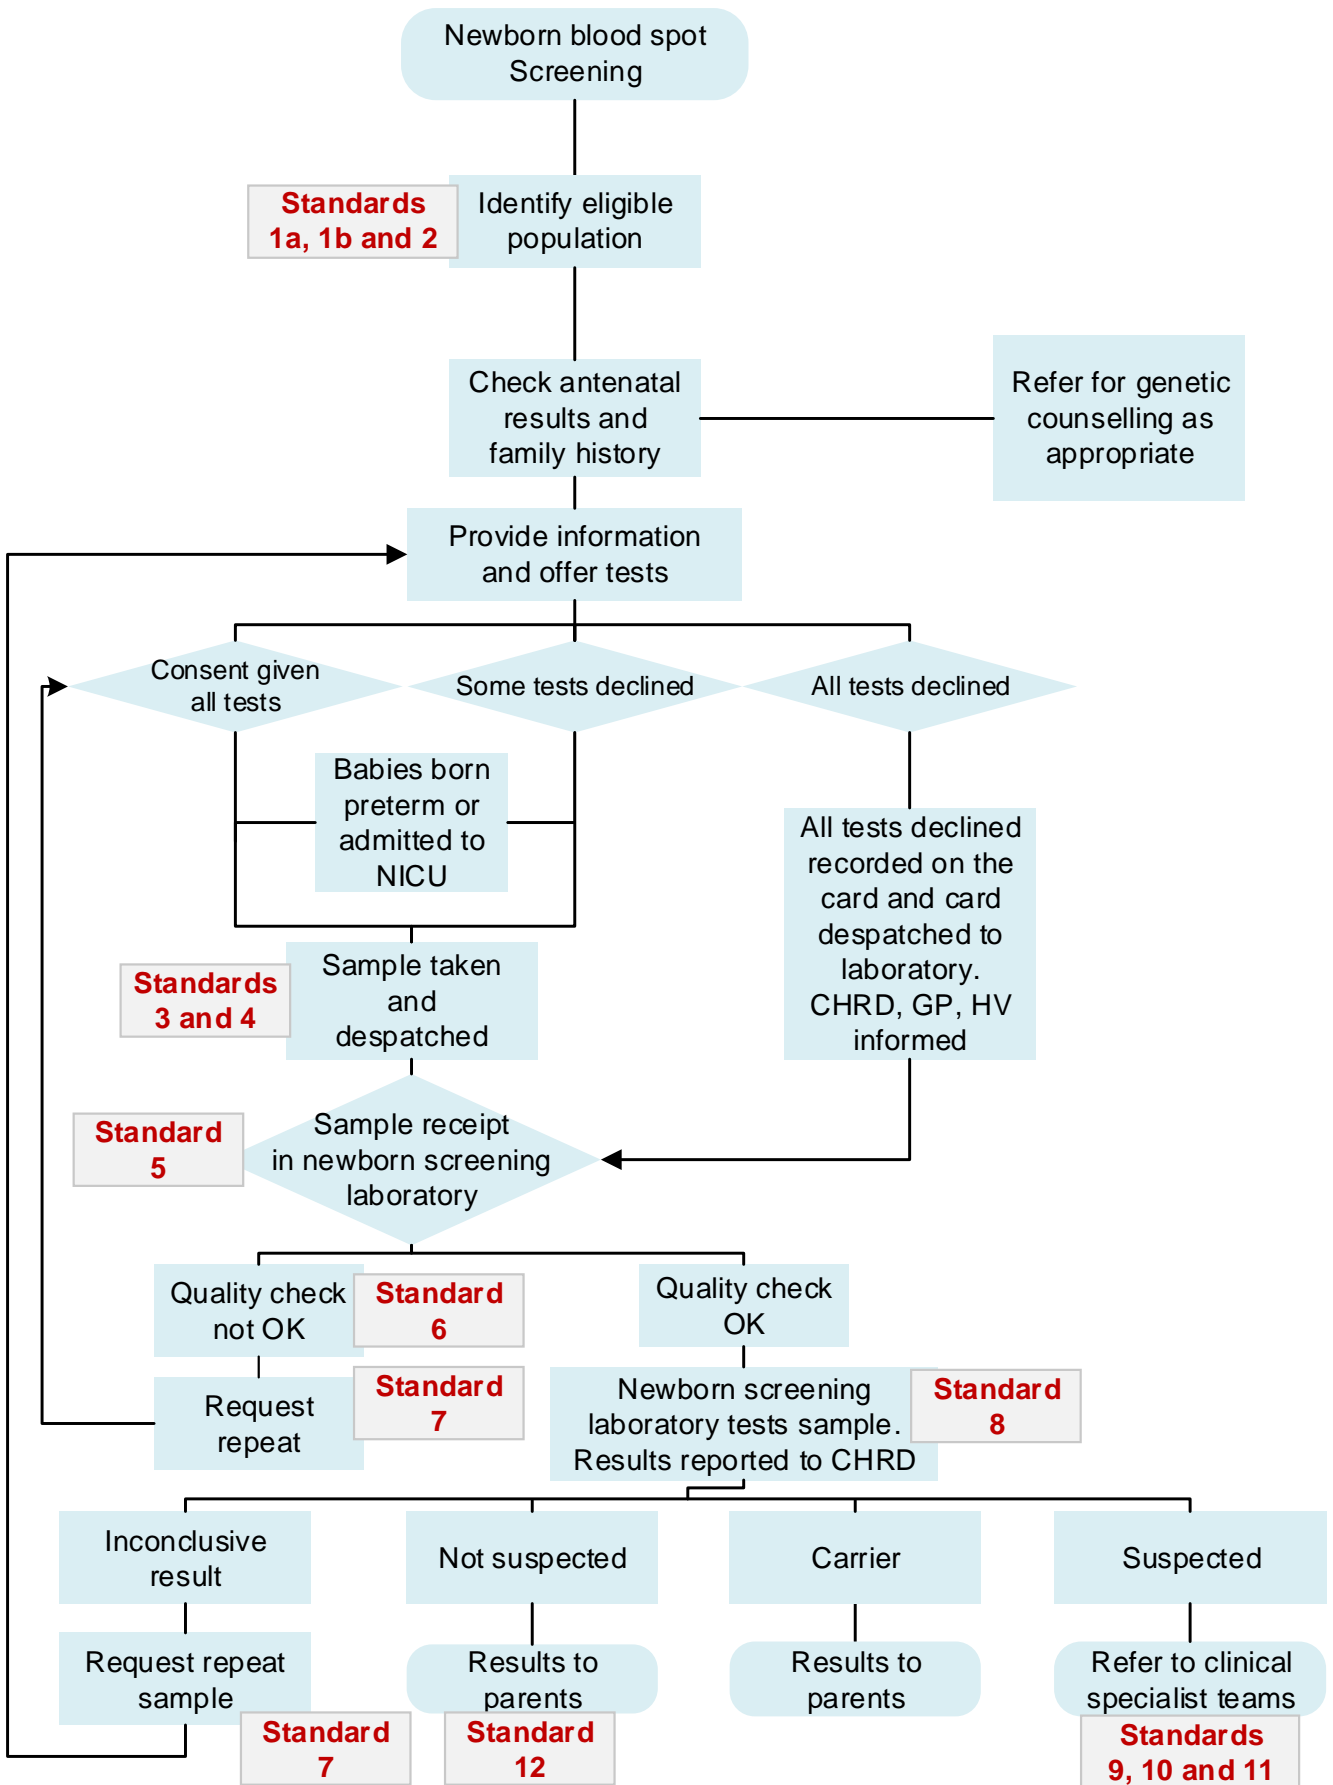 Newborn blood spot
Screening
Standards
1a, 1b and 2
Identify eligible
population
Check antenatal
results and
family history
Refer for genetic
counselling as
appropriate
Provide information
and offer tests
Consent given
all tests
Some tests declined
All tests declined
Babies born
preterm or
admitted to
NICU
All tests declined
recorded on the
card and card
despatched to
laboratory.
CHRD, GP, HV
informed
Standards
3 and 4
Sample taken
and
despatched
Standard
5
Sample receipt
in newborn screening
laboratory
Quality check
not OK
Standard
6
Quality check
OK
Request
repeat
Standard
7
Newborn screening
laboratory tests sample.
Results reported to CHRD
Standard
8
Inconclusive
result
Not suspected
Carrier
Suspected
Request repeat
sample
Standard
7
Results to
parents
Standard
12
Results to
parents
Refer to clinical
specialist teams
Standards
9, 10 and 11